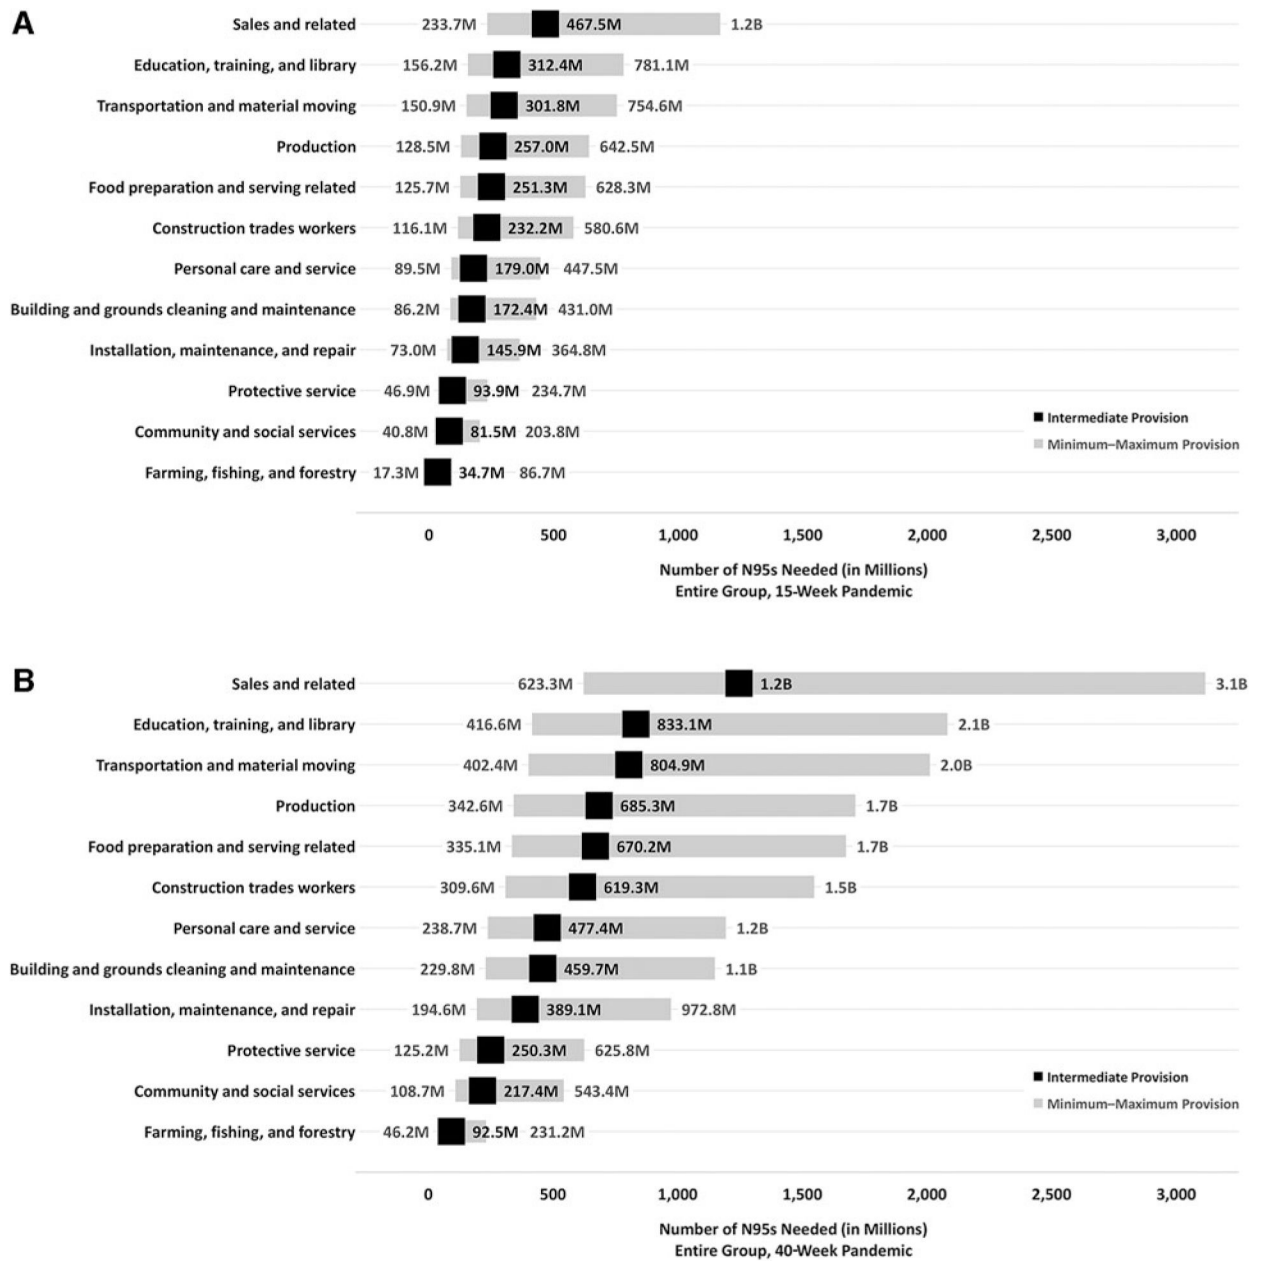 A
Sales and related 233.7M 467.5M 1.2B
Education, training, and library 156.2M 312.4M 781.1M
Transportation and material moving 150.9M 301.8M 754.6M
Production 128.5M 257.0M 642.5M
Food preparation and serving related 125.7M 251.3M 628.3M
Construction trades workers 116.1M 232.2M 580.6M
Personal care and service 89.5M 179.0M 447.5M
Building and grounds cleaning and maintenance 86.2M 172.4M 431.0M
Installation, maintenance, and repair 73.0M 145.9M 364.8M
Protective service 46.9M 93.9M 234.7M
Community and social services 40.8M 81.5M 203.8M
Farming, fishing, and forestry 17.3M 34.7M 86.7M
Intermediate Provision
Minimum–Maximum Provision
0 500 1,000 1,500 2,000 2,500 3,000
Number of N95s Needed (in Millions)
Entire Group, 15-Week Pandemic
B
Sales and related 623.3M 1.2B 3.1B
Education, training, and library 416.6M 833.1M 2.1B
Transportation and material moving 402.4M 804.9M 2.0B
Production 342.6M 685.3M 1.7B
Food preparation and serving related 335.1M 670.2M 1.7B
Construction trades workers 309.6M 619.3M 1.5B
Personal care and service 238.7M 477.4M 1.2B
Building and grounds cleaning and maintenance 229.8M 459.7M 1.1B
Installation, maintenance, and repair 194.6M 389.1M 972.8M
Protective service 125.2M 250.3M 625.8M
Community and social services 108.7M 217.4M 543.4M
Farming, fishing, and forestry 46.2M 92.5M 231.2M
Intermediate Provision
Minimum–Maximum Provision
0 500 1,000 1,500 2,000 2,500 3,000
Number of N95s Needed (in Millions)
Entire Group, 40-Week Pandemic